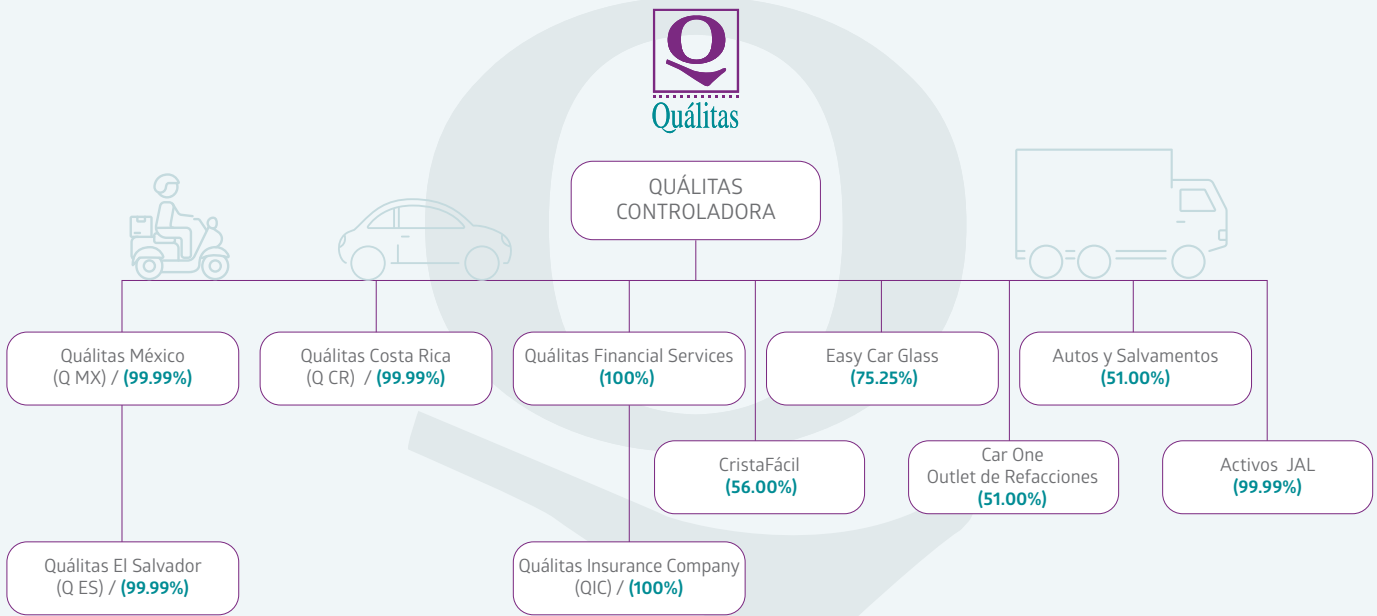 Q
Quálitas
QUÁLITAS
CONTROLADORA
Quálitas México
(Q MX) / (99.99%)
Quálitas Costa Rica
(Q CR) / (99.99%)
Quálitas Financial Services
(100%)
Easy Car Glass
(75.25%)
Autos y Salvamentos
(51.00%)
CristaFácil
(56.00%)
Car One
Outlet de Refacciones
(51.00%)
Activos JAL
(99.99%)
Quálitas El Salvador
(Q ES) / (99.99%)
Quálitas Insurance Company
(QIC) / (100%)